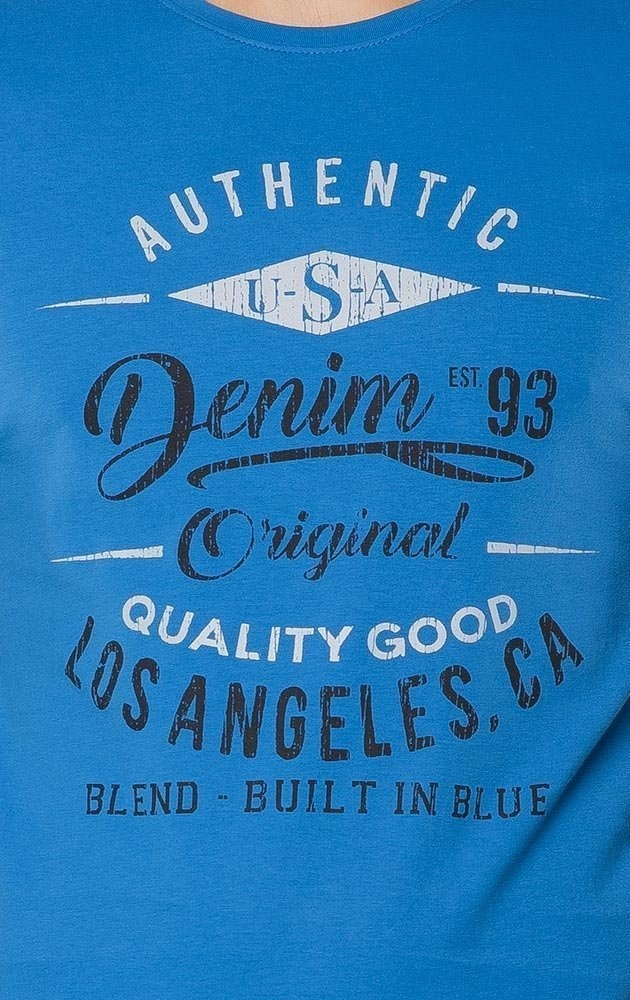 AUTHENTIC
U-S-A
Denim EST. 93
Original
QUALITY GOOD
LOS ANGELES, CA
BLEND - BUILT IN BLUE